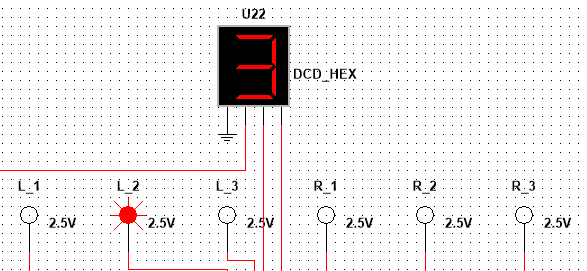 U22
3
DCD_HEX
L_1
L_2
L_3
R_1
R_2
R_3
2.5V
2.5V
2.5V
2.5V
2.5V
2.5V